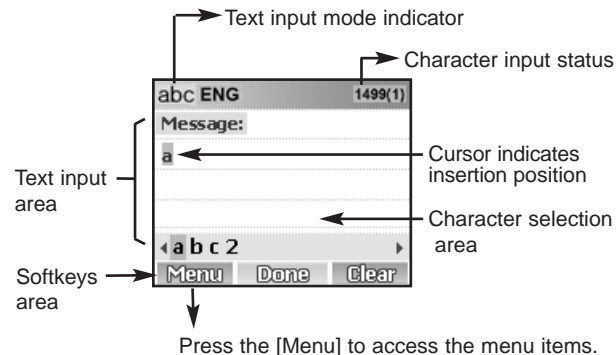 Text input mode indicator
Character input status
abc ENG 1499(1)
Message:
a
Cursor indicates
insertion position
Text input
area
Character selection
area
a b c 2
Softkeys
area
Menu Done Clear
Press the [Menu] to access the menu items.